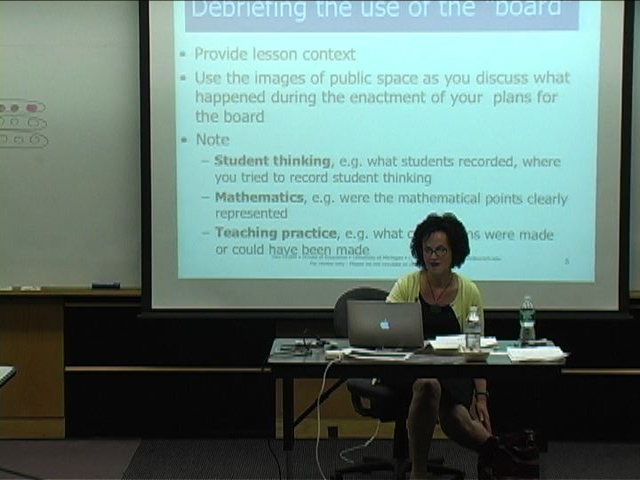 Debriefing the use of the "board"
• Provide lesson context
• Use the images of public space as you discuss what
happened during the enactment of your plans for
the board
• Note
– Student thinking, e.g. what students recorded, where
you tried to record student thinking
– Mathematics, e.g. were the mathematical points clearly
represented
– Teaching practice, e.g. what ns were made
or could have been made